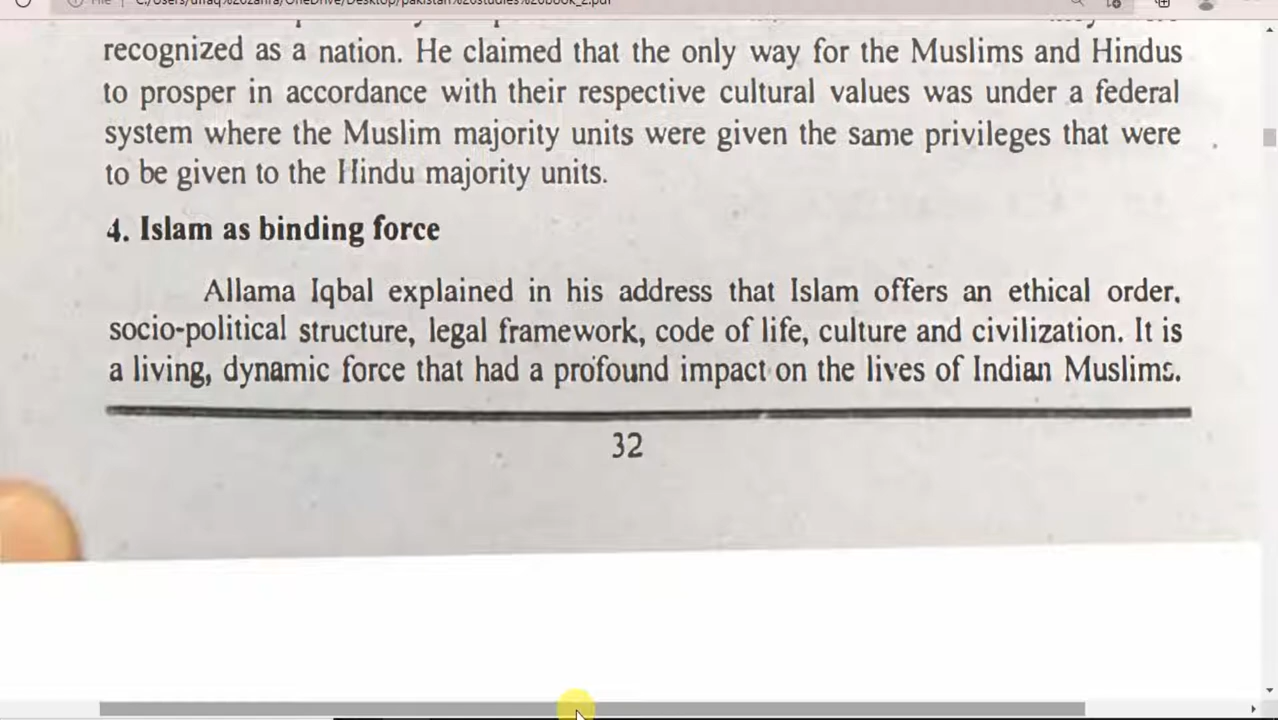 recognized as a nation. He claimed that the only way for the Muslims and Hindus
to prosper in accordance with their respective cultural values was under a federal
system where the Muslim majority units were given the same privileges that were
to be given to the Hindu majority units.
4. Islam as binding force
Allama Iqbal explained in his address that Islam offers an ethical order,
socio-political structure, legal framework, code of life, culture and civilization. It is
a living, dynamic force that had a profound impact on the lives of Indian Muslims.
32